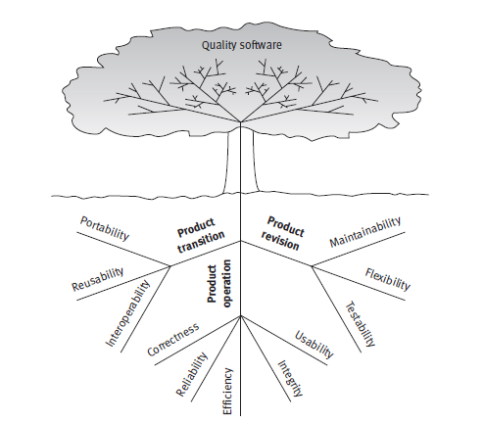 Quality software
Product
transition
Product
revision
Product
operation
Portability
Reusability
Interoperability
Maintainability
Flexibility
Testability
Correctness
Reliability
Efficiency
Integrity
Usability